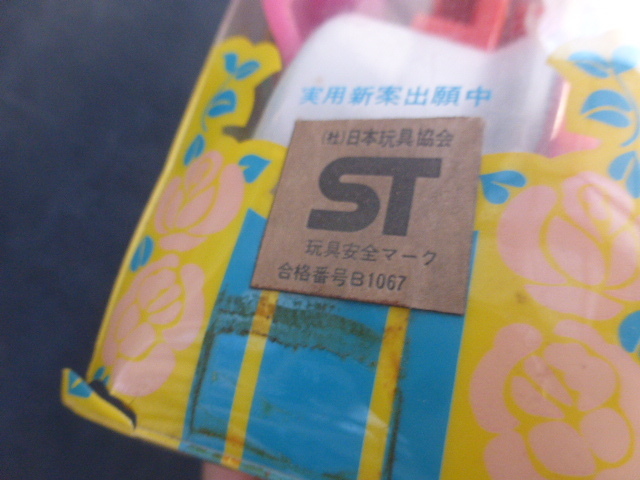 実用新案出願中
(社)日本玩具協会
ST
玩具安全マーク
合格番号B1067